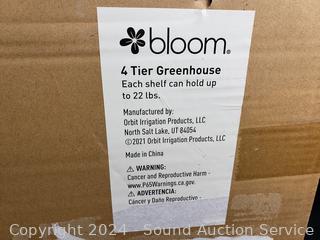 bloom®
4 Tier Greenhouse
Each shelf can hold up
to 22 lbs.
Manufactured by:
Orbit Irrigation Products, LLC
North Salt Lake, UT 84054
©2021 Orbit Irrigation Products, LLC
Made in China
⚠ WARNING:
Cancer and Reproductive Harm -
www.P65Warnings.ca.gov.
⚠ ADVERTENCIA:
Cáncer y Daño Reproductivo -
Copyright © 2024 - Sound Auction Service